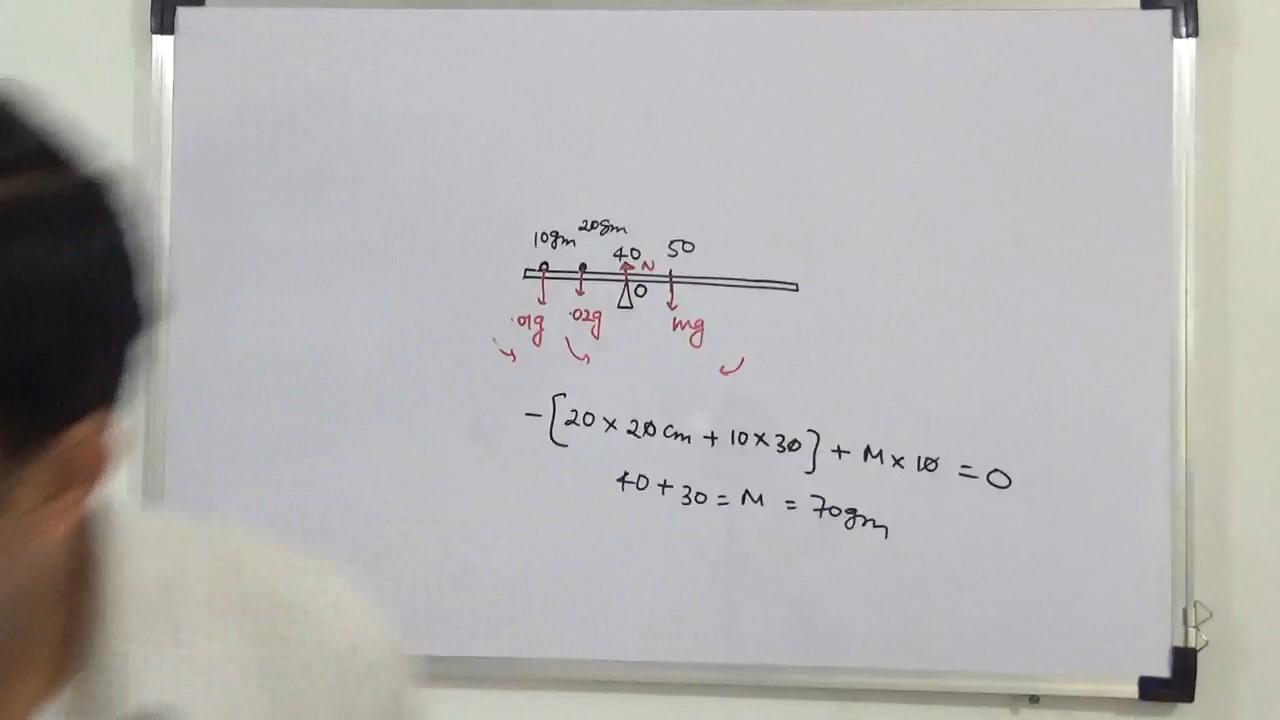 10gm 20gm 40 N 50
O
.01g .02g mg
- [20 × 20 cm + 10 × 30] + M × 10 = 0
40 + 30 = M = 70gm